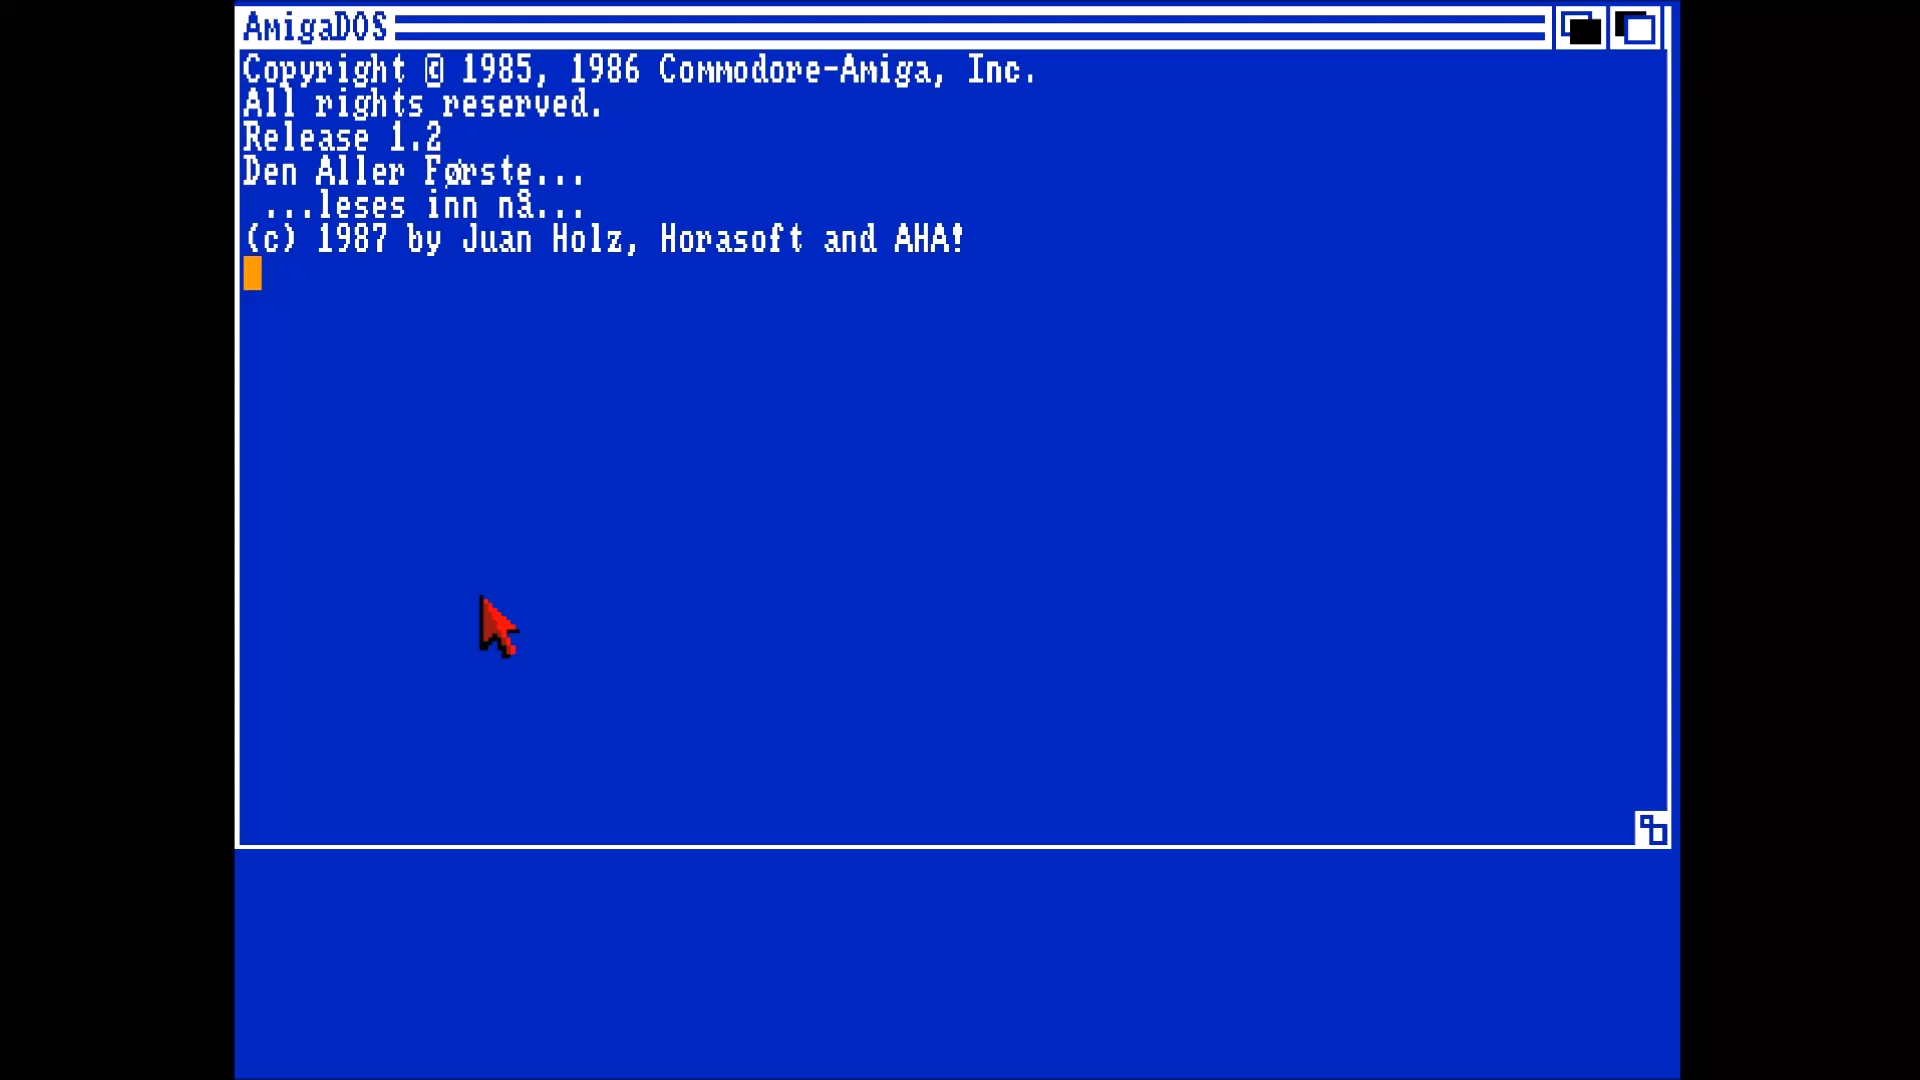 AmigaDOS
Copyright © 1985, 1986 Commodore-Amiga, Inc.
All rights reserved.
Release 1.2
Den Aller Første...
...leses inn nå...
(c) 1987 by Juan Holz, Horasoft and AHA!